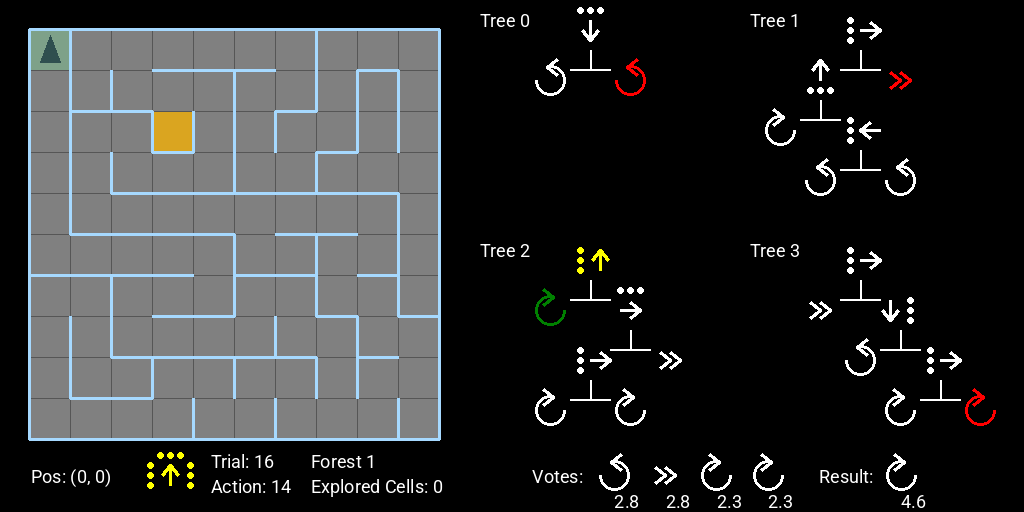 Tree 0
Tree 1
Tree 2
Tree 3
Pos: (0, 0)
Trial: 16
Forest 1
Action: 14
Explored Cells: 0
Votes:
2.8
2.8
2.3
2.3
Result:
4.6